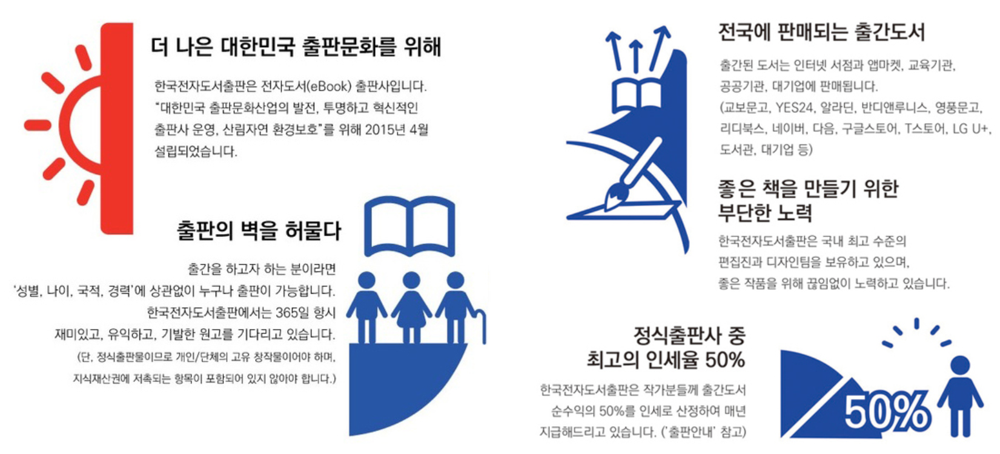 더 나은 대한민국 출판문화를 위해
한국전자도서출판은 전자도서(eBook) 출판사입니다.
“대한민국 출판문화산업의 발전, 투명하고 혁신적인
출판사 운영, 산림자연 환경보호”를 위해 2015년 4월
설립되었습니다.
출판의 벽을 허물다
출간을 하고자 하는 분이라면
‘성별, 나이, 국적, 경력’에 상관없이 누구나 출판이 가능합니다.
한국전자도서출판에서는 365일 항시
재미있고, 유익하고, 기발한 원고를 기다리고 있습니다.
(단, 정식출판물이므로 개인/단체의 고유 창작물이어야 하며,
지식재산권에 저촉되는 항목이 포함되어 있지 않아야 합니다.)
전국에 판매되는 출간도서
출간된 도서는 인터넷 서점과 앱마켓, 교육기관,
공공기관, 대기업에 판매됩니다.
(교보문고, YES24, 알라딘, 반디앤루니스, 영풍문고,
리디북스, 네이버, 다음, 구글스토어, T스토어, LG U+,
도서관, 대기업 등)
좋은 책을 만들기 위한
부단한 노력
한국전자도서출판은 국내 최고 수준의
편집진과 디자인팀을 보유하고 있으며,
좋은 작품을 위해 끊임없이 노력하고 있습니다.
정식출판사 중
최고의 인세율 50%
한국전자도서출판은 작가분들께 출간도서
순수익의 50%를 인세로 산정하여 매년
지급해드리고 있습니다. (‘출판안내’ 참고)
50%